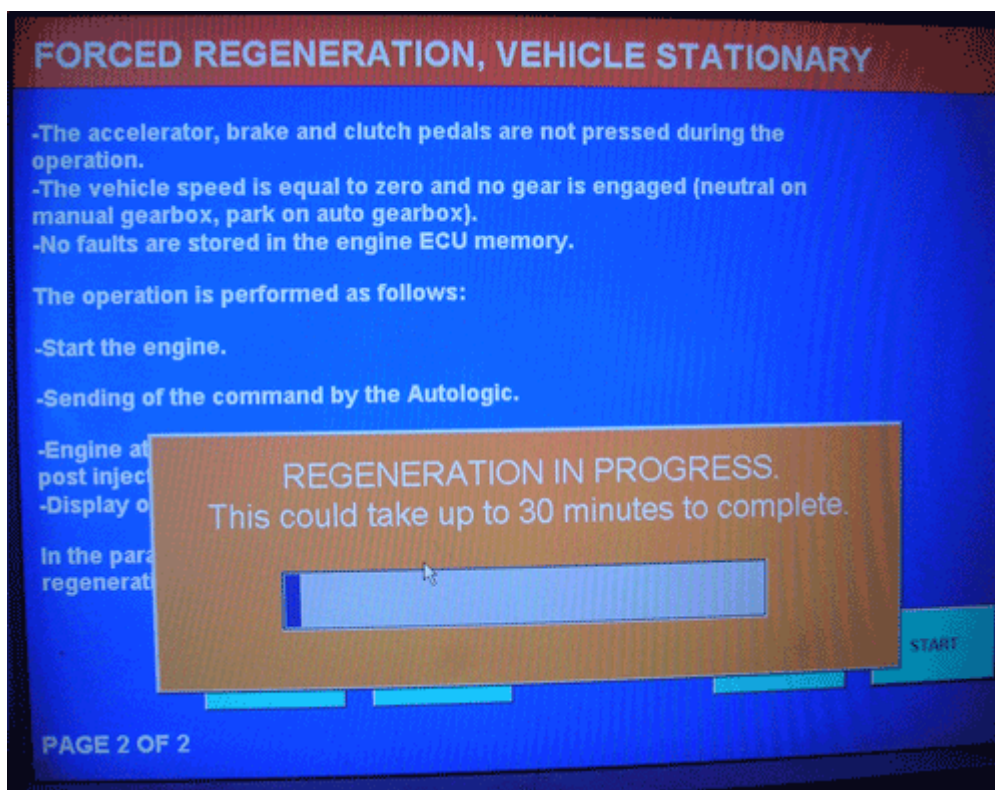 FORCED REGENERATION, VEHICLE STATIONARY
-The accelerator, brake and clutch pedals are not pressed during the
operation.
-The vehicle speed is equal to zero and no gear is engaged (neutral on
manual gearbox, park on auto gearbox).
-No faults are stored in the engine ECU memory.
The operation is performed as follows:
-Start the engine.
-Sending of the command by the Autologic.
-Engine at
post
-Display
In the
REGENERATION IN PROGRESS.
This could take up to 30 minutes to complete.
START
PAGE 2 OF 2